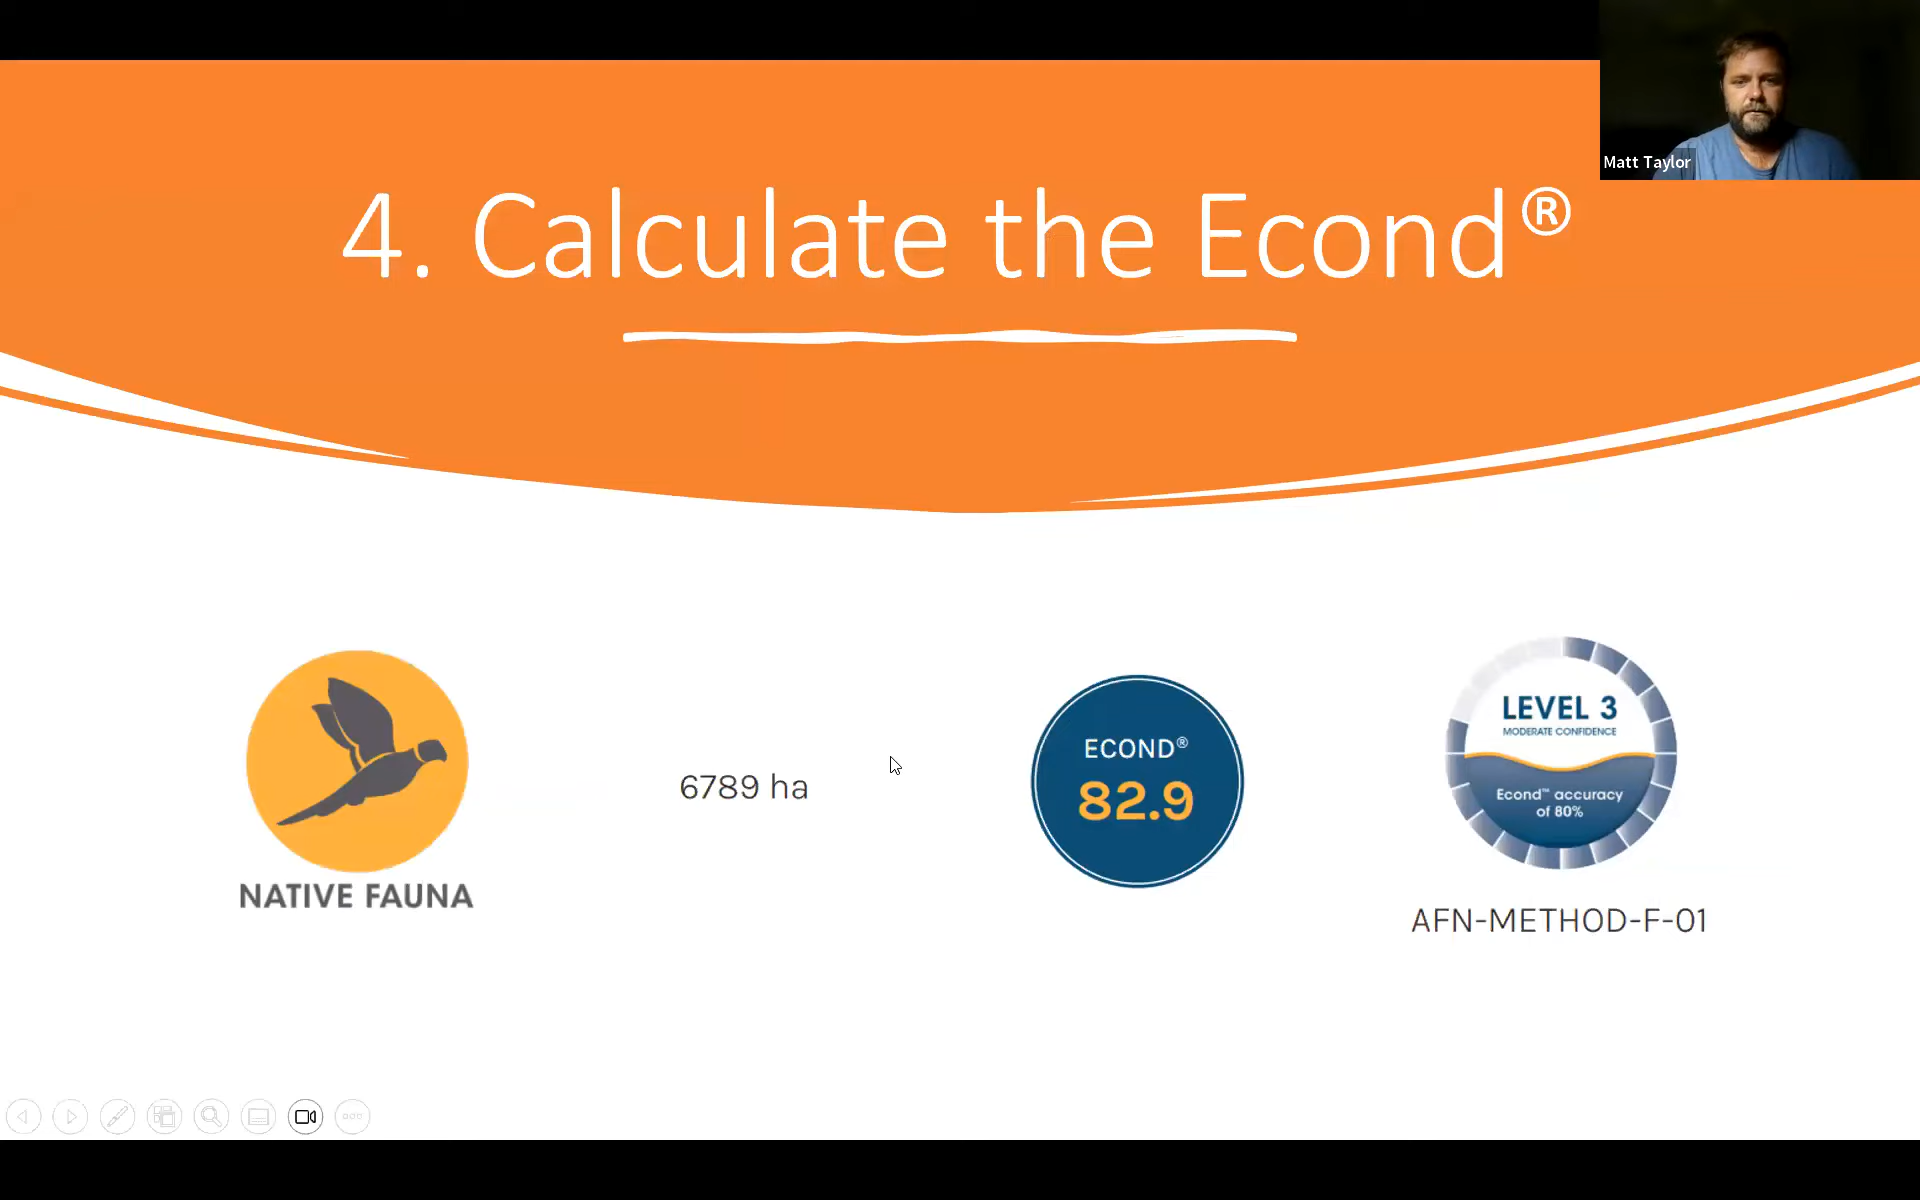 Matt Taylor
4. Calculate the Econd®
NATIVE FAUNA
6789 ha
ECOND®
82.9
LEVEL 3
MODERATE CONFIDENCE
Econd™ accuracy
of 80%
AFN-METHOD-F-01